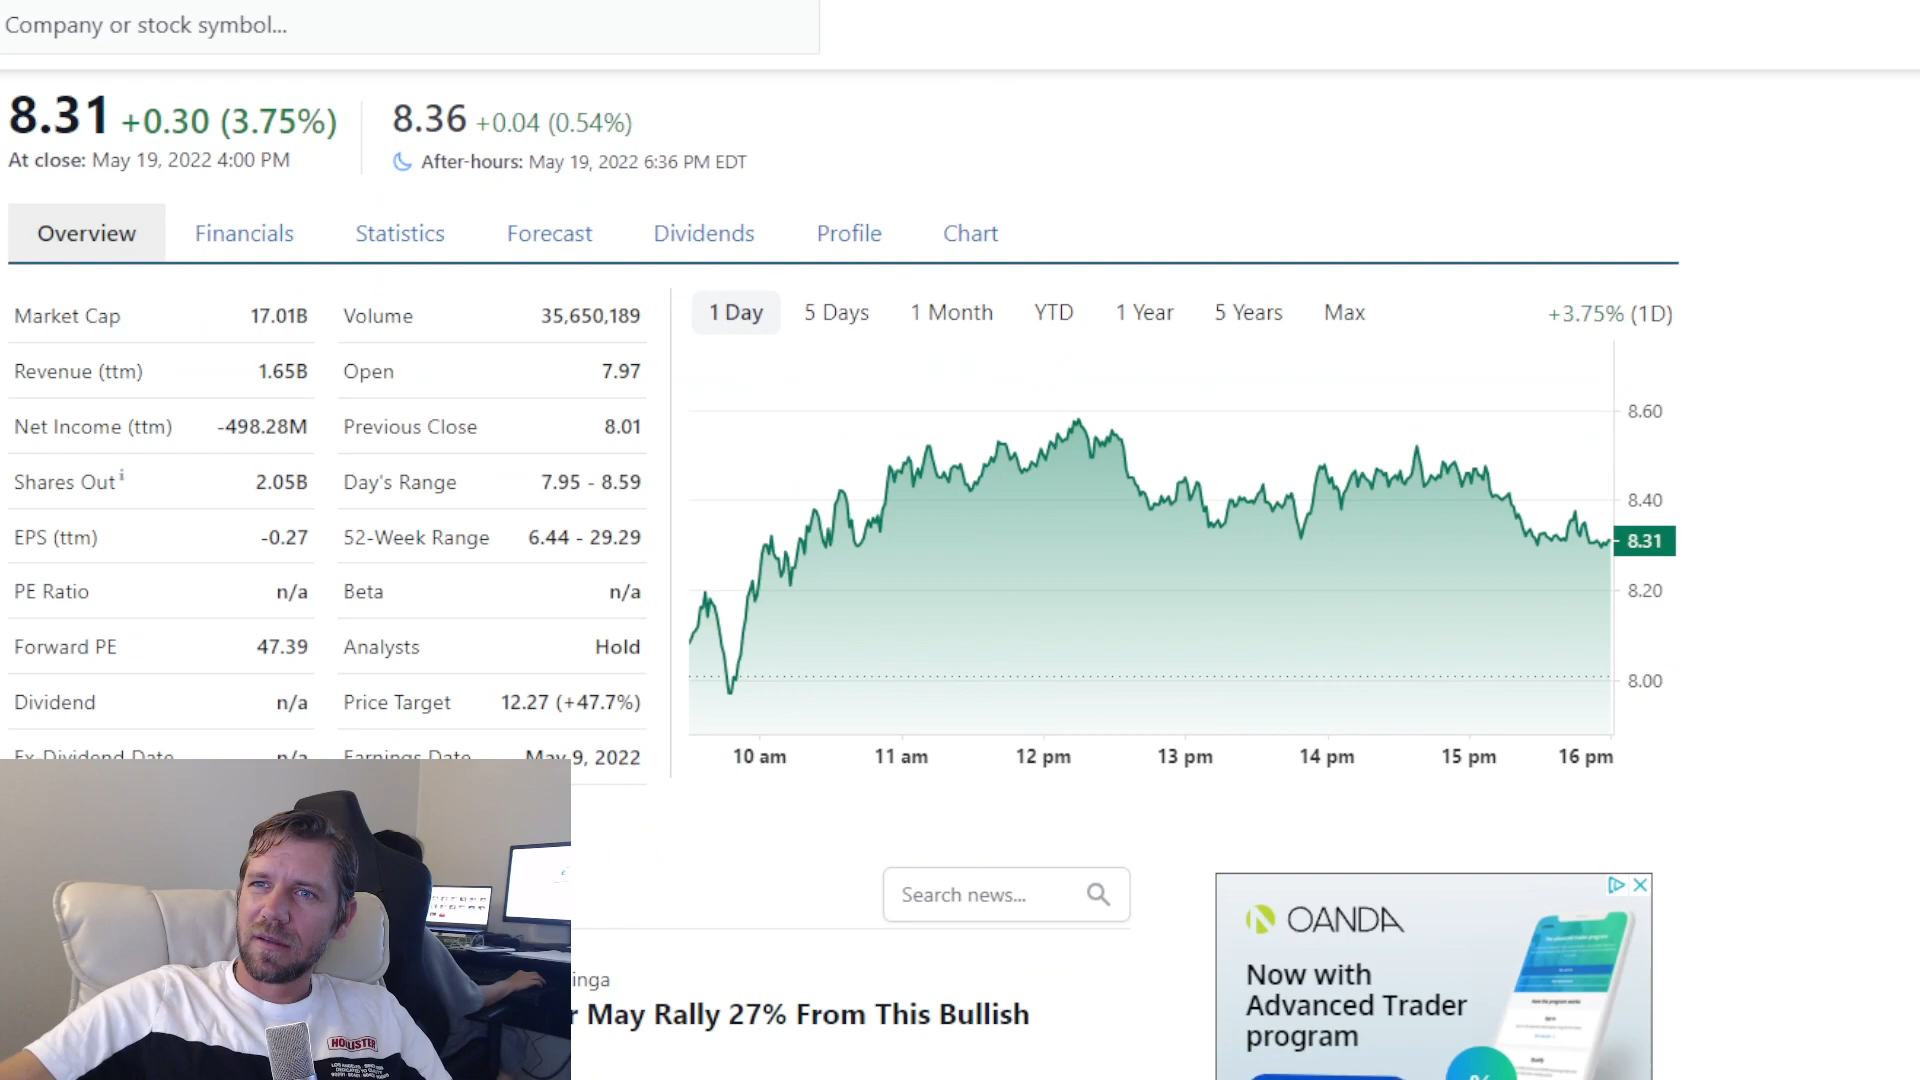 Company or stock symbol...
8.31 +0.30 (3.75%)
At close: May 19, 2022 4:00 PM
8.36 +0.04 (0.54%)
After-hours: May 19, 2022 6:36 PM EDT
Overview Financials Statistics Forecast Dividends Profile Chart
Market Cap 17.01B
Revenue (ttm) 1.65B
Net Income (ttm) -498.28M
Shares Out i 2.05B
EPS (ttm) -0.27
PE Ratio n/a
Forward PE 47.39
Dividend n/a
Ex-Dividend Date n/a
Volume 35,650,189
Open 7.97
Previous Close 8.01
Day's Range 7.95 - 8.59
52-Week Range 6.44 - 29.29
Beta n/a
Analysts Hold
Price Target 12.27 (+47.7%)
Earnings Date May 9, 2022
1 Day 5 Days 1 Month YTD 1 Year 5 Years Max +3.75% (1D)
8.60
8.40
8.31
8.20
8.00
10 am 11 am 12 pm 13 pm 14 pm 15 pm 16 pm
Search news...
inga
r May Rally 27% From This Bullish
OANDA
Now with
Advanced Trader
program
%
HOLLISTER